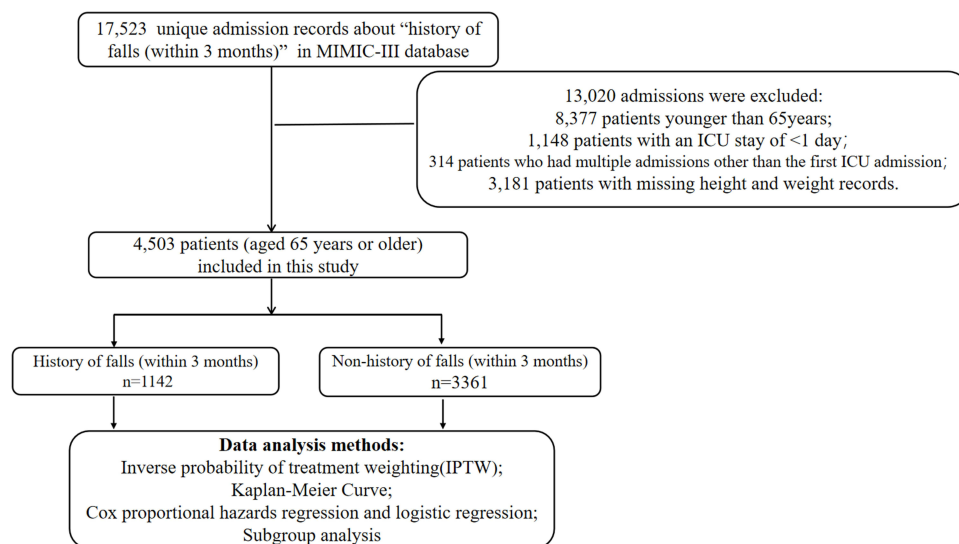 17,523 unique admission records about “history
of falls (within 3 months)” in MIMIC-III database
13,020 admissions were excluded:
8,377 patients younger than 65years;
1,148 patients with an ICU stay of <1 day;
314 patients who had multiple admissions other than the first ICU admission;
3,181 patients with missing height and weight records.
4,503 patients (aged 65 years or older)
included in this study
History of falls (within 3 months)
n=1142
Non-history of falls (within 3 months)
n=3361
Data analysis methods:
Inverse probability of treatment weighting(IPTW);
Kaplan-Meier Curve;
Cox proportional hazards regression and logistic regression;
Subgroup analysis